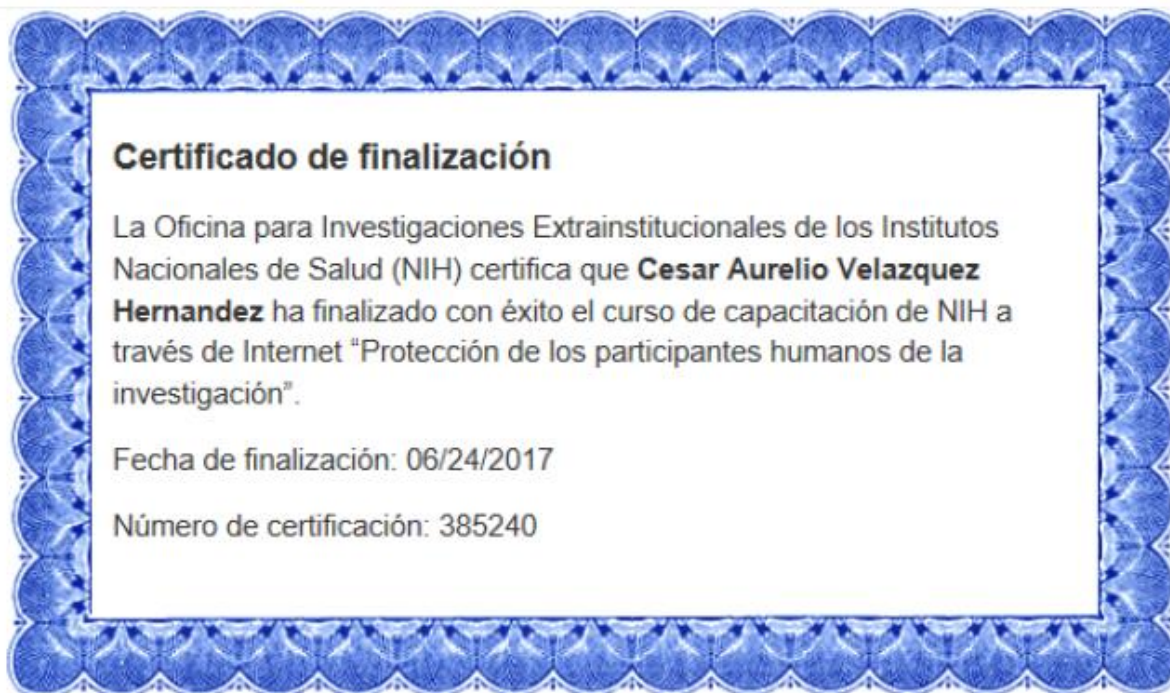 Certificado de finalización
La Oficina para Investigaciones Extrainstitucionales de los Institutos
Nacionales de Salud (NIH) certifica que Cesar Aurelio Velazquez
Hernandez ha finalizado con éxito el curso de capacitación de NIH a
través de Internet “Protección de los participantes humanos de la
investigación”.
Fecha de finalización: 06/24/2017
Número de certificación: 385240